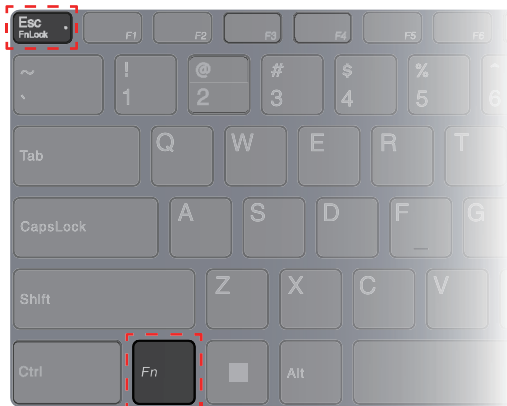 Esc
FnLock
F1
F2
F3
F4
F5
F6
~
`
!
1
@
2
#
3
$
4
%
5
^
6
Tab
Q
W
E
R
T
CapsLock
A
S
D
F
G
Shift
Z
X
C
V
Ctrl
Fn
Alt